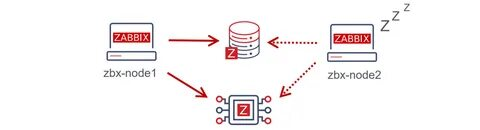 ZABBIX
zbx-node1
Z
Z
ZABBIX
zbx-node2
Z Z Z